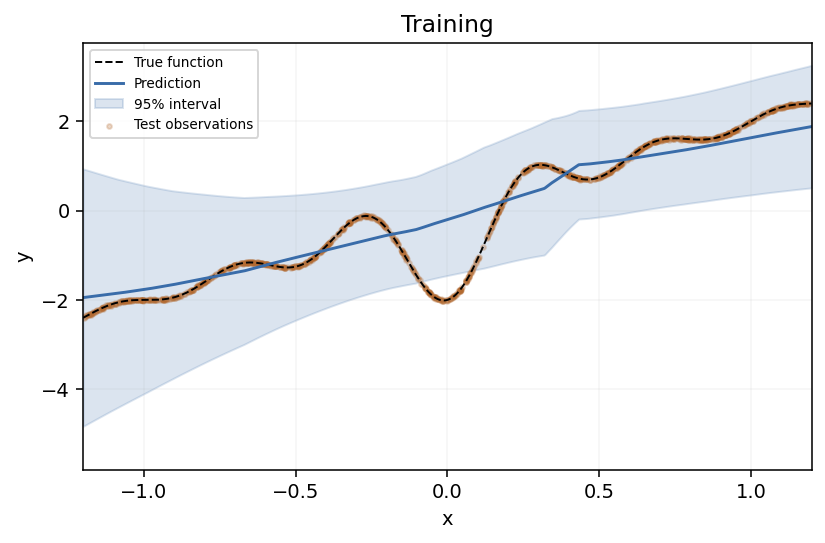 Training
True function
Prediction
95% interval
Test observations
y
2
0
−2
−4
−1.0
−0.5
0.0
0.5
1.0
x